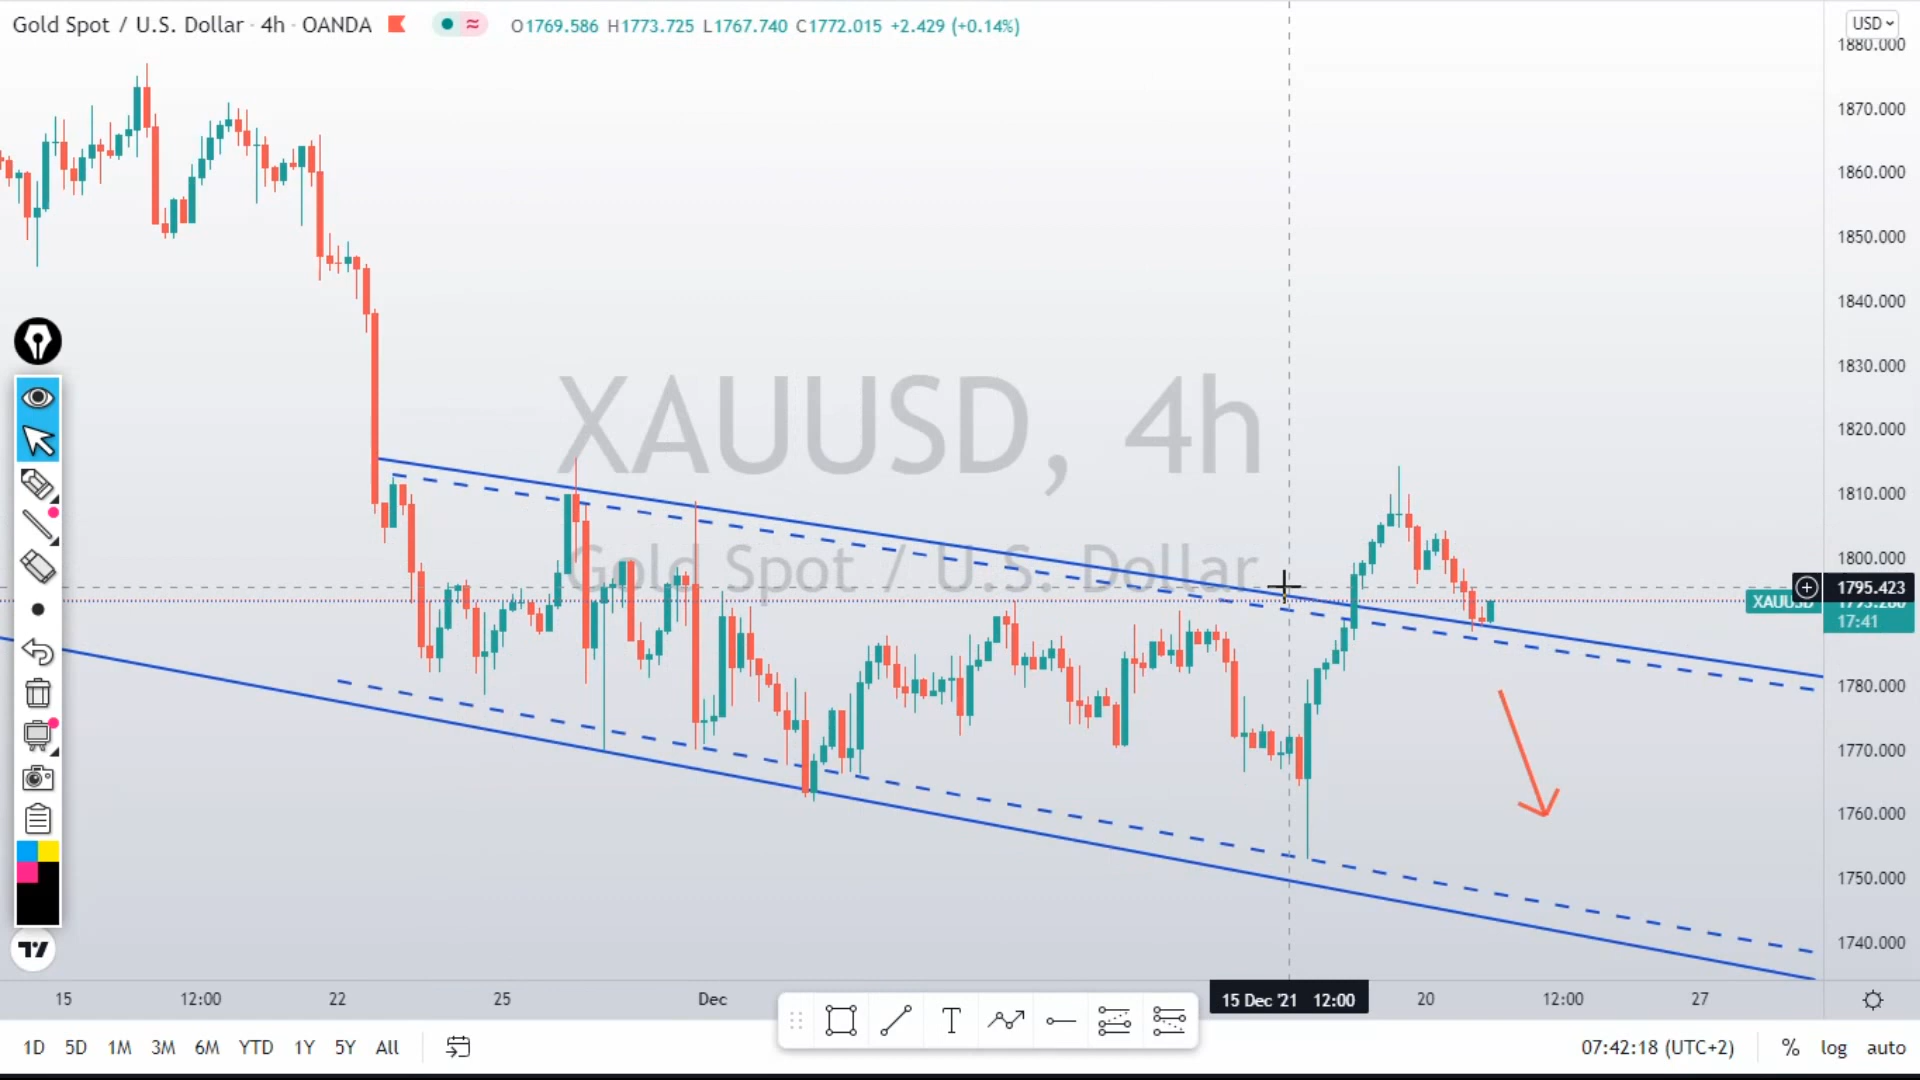 Gold Spot / U.S. Dollar · 4h · OANDA
O1769.586 H1773.725 L1767.740 C1772.015 +2.429 (+0.14%)
USD
1880.000
1870.000
1860.000
1850.000
1840.000
1830.000
1820.000
1810.000
1800.000
1795.423
XAUUSD
17:41
1780.000
1770.000
1760.000
1750.000
1740.000
XAUUSD, 4h
Gold Spot / U.S. Dollar
15 12:00 22 25 Dec 15 Dec '21 12:00 20 12:00 27
1D 5D 1M 3M 6M YTD 1Y 5Y All
T
07:42:18 (UTC+2) % log auto